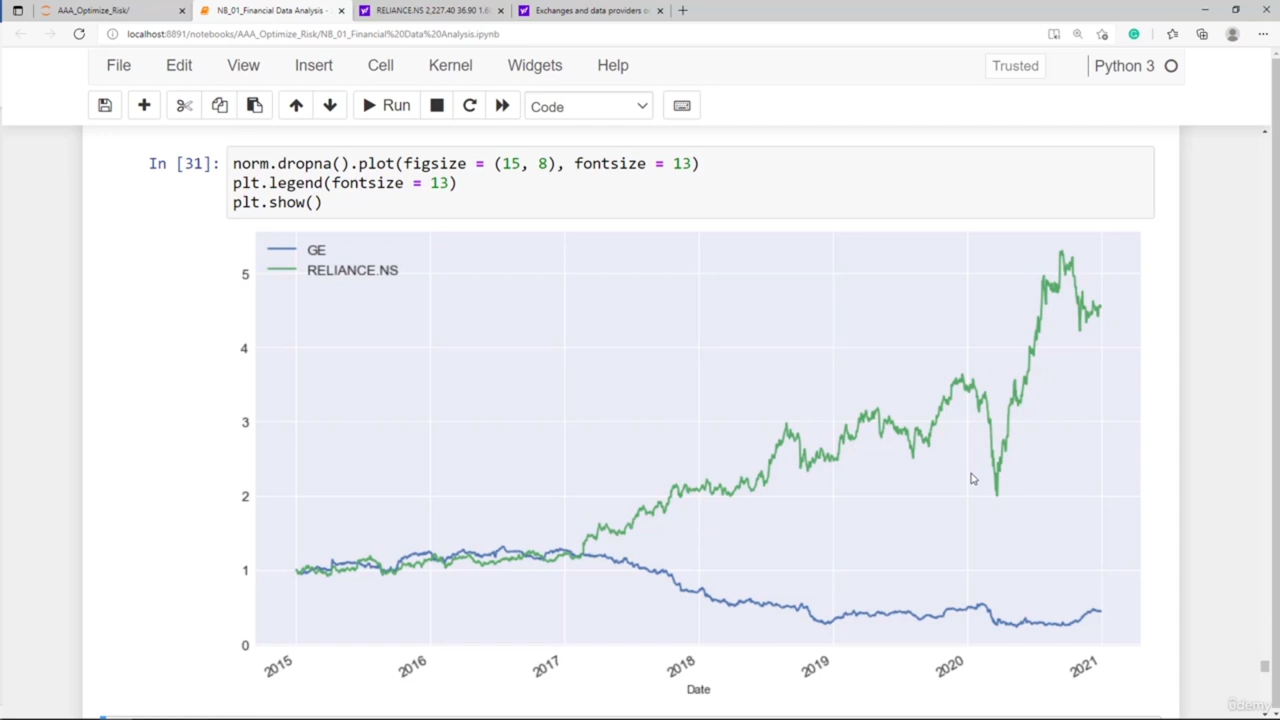 AAA_Optimize_Risk/
NB_01_Financial Data Analysis -
RELIANCE.NS 2,227.40 36.90 1.6
Exchanges and data providers o
localhost:8891/notebooks/AAA_Optimize_Risk/NB_01_Financial%20Data%20Analysis.ipynb
File Edit View Insert Cell Kernel Widgets Help Trusted Python 3
Run Code
In [31]: norm.dropna().plot(figsize = (15, 8), fontsize = 13)
plt.legend(fontsize = 13)
plt.show()
GE
RELIANCE.NS
5
4
3
2
1
0
2015 2016 2017 2018 2019 2020 2021
Date
ûdemy